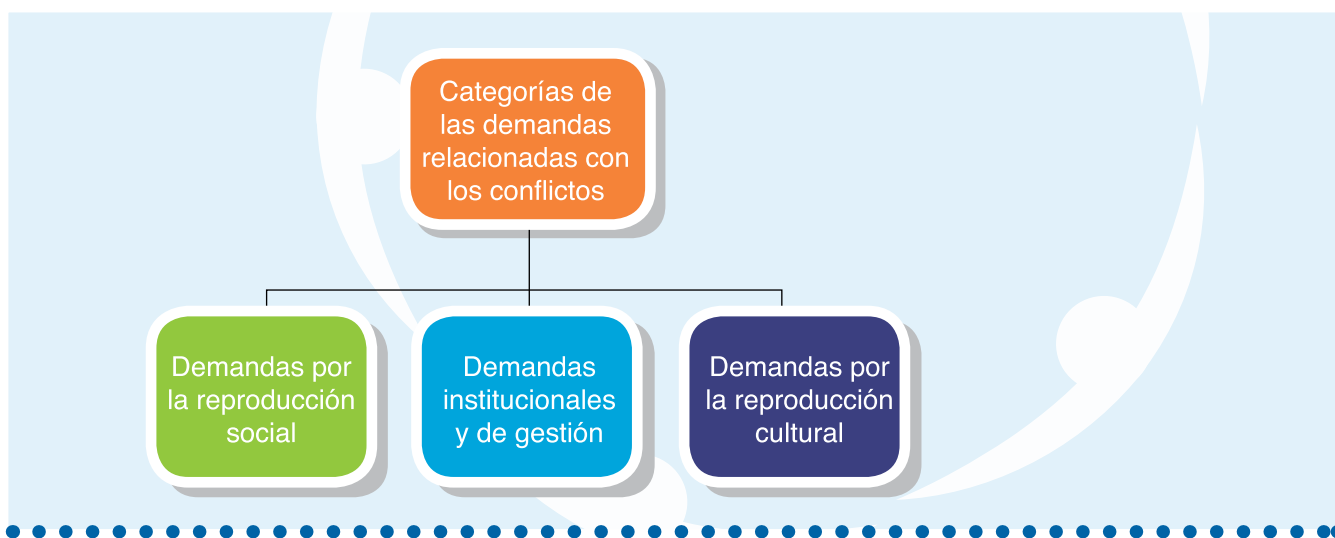 Categorías de
las demandas
relacionadas con
los conflictos
Demandas por
la reproducción
social
Demandas
institucionales
y de gestión
Demandas por
la reproducción
cultural